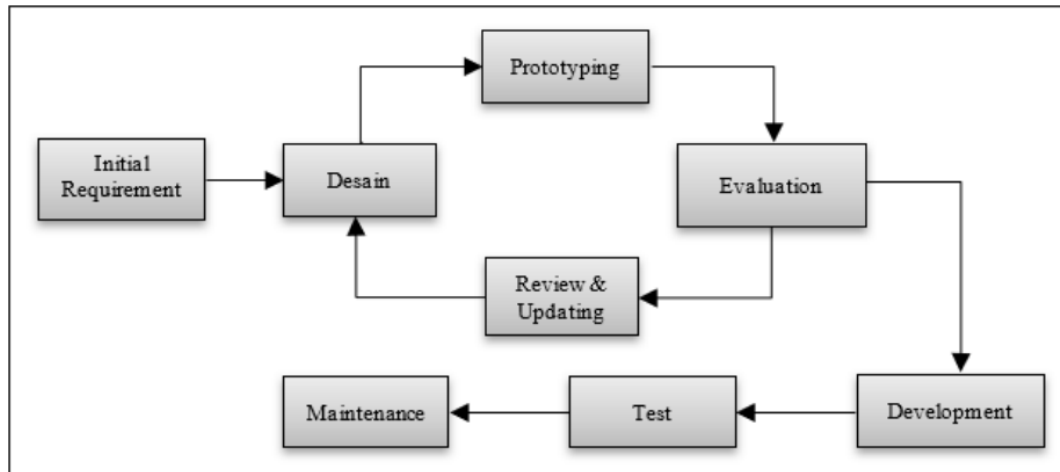 Prototyping
Initial
Requirement
Desain
Evaluation
Review &
Updating
Maintenance
Test
Development